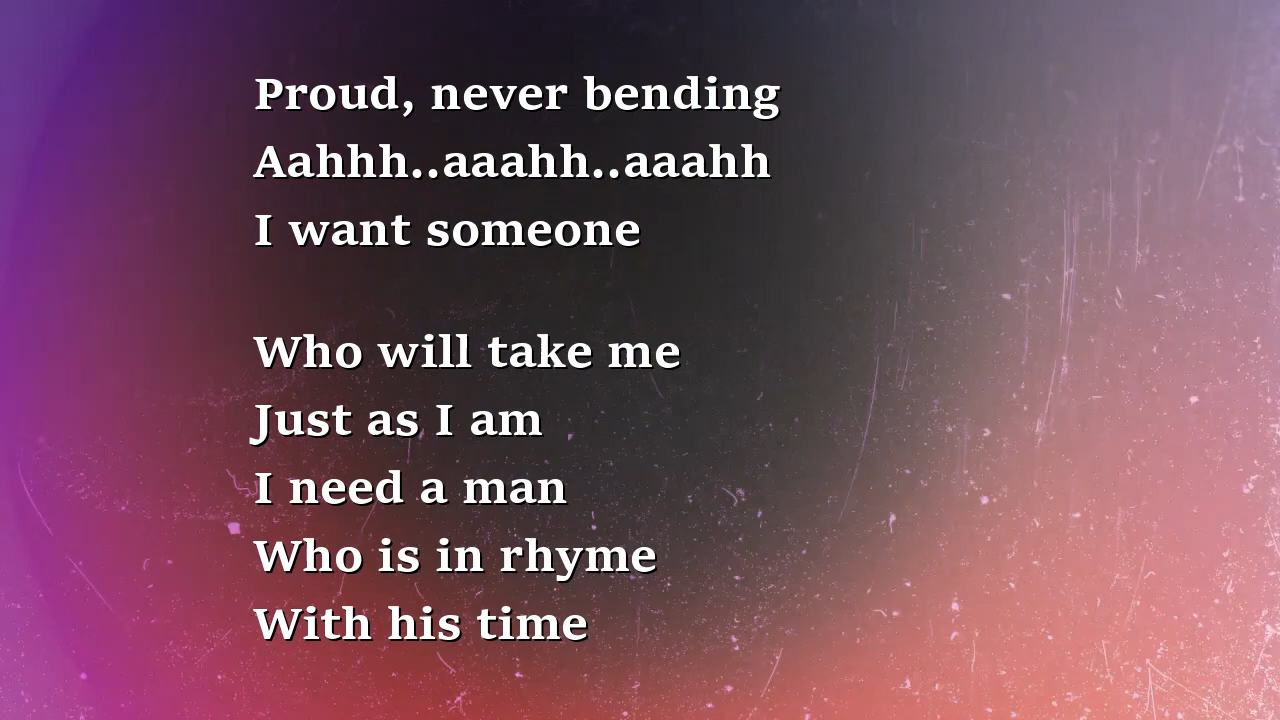 Proud, never bending
Aahhh..aaahh..aaahh
I want someone
Who will take me
Just as I am
I need a man
Who is in rhyme
With his time